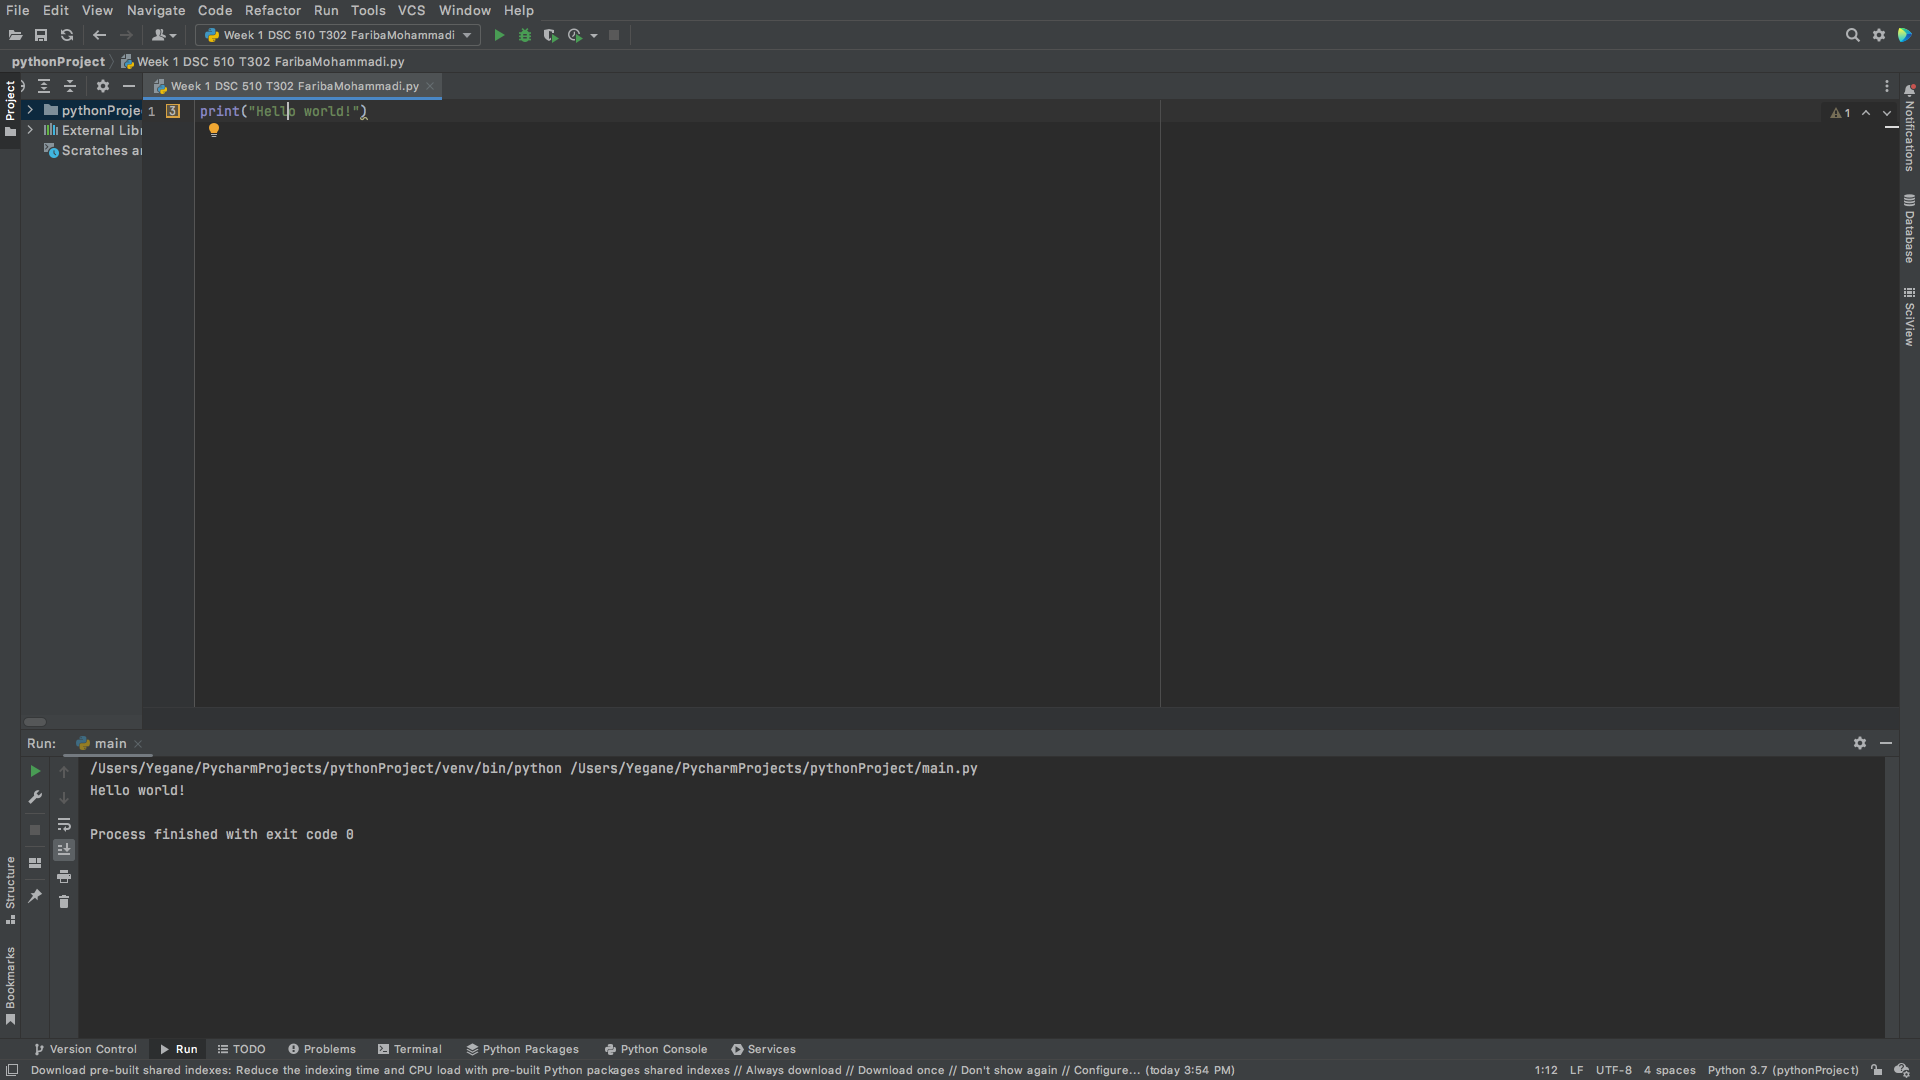 File Edit View Navigate Code Refactor Run Tools VCS Window Help
Week 1 DSC 510 T302 FaribaMohammadi
pythonProject Week 1 DSC 510 T302 FaribaMohammadi.py
Project
Week 1 DSC 510 T302 FaribaMohammadi.py
pythonProje
External Lib
Scratches a
1 3 print("Hello world!")
1
Notifications
Database
SciView
Run: main
/Users/Yegane/PycharmProjects/pythonProject/venv/bin/python /Users/Yegane/PycharmProjects/pythonProject/main.py
Hello world!
Process finished with exit code 0
Structure
Bookmarks
Version Control Run TODO Problems Terminal Python Packages Python Console Services
Download pre-built shared indexes: Reduce the indexing time and CPU load with pre-built Python packages shared indexes // Always download // Download once // Don't show again // Configure... (today 3:54 PM) 1:12 LF UTF-8 4 spaces Python 3.7 (pythonProject)